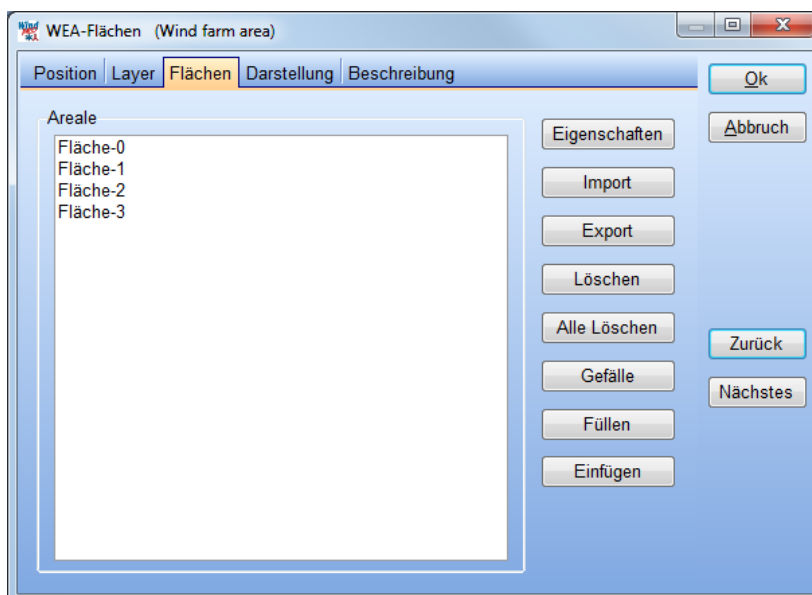 WEA-Flächen (Wind farm area)
Position Layer Flächen Darstellung Beschreibung
Areale
Fläche-0
Fläche-1
Fläche-2
Fläche-3
Eigenschaften
Import
Export
Löschen
Alle Löschen
Gefälle
Füllen
Einfügen
Ok
Abbruch
Zurück
Nächstes